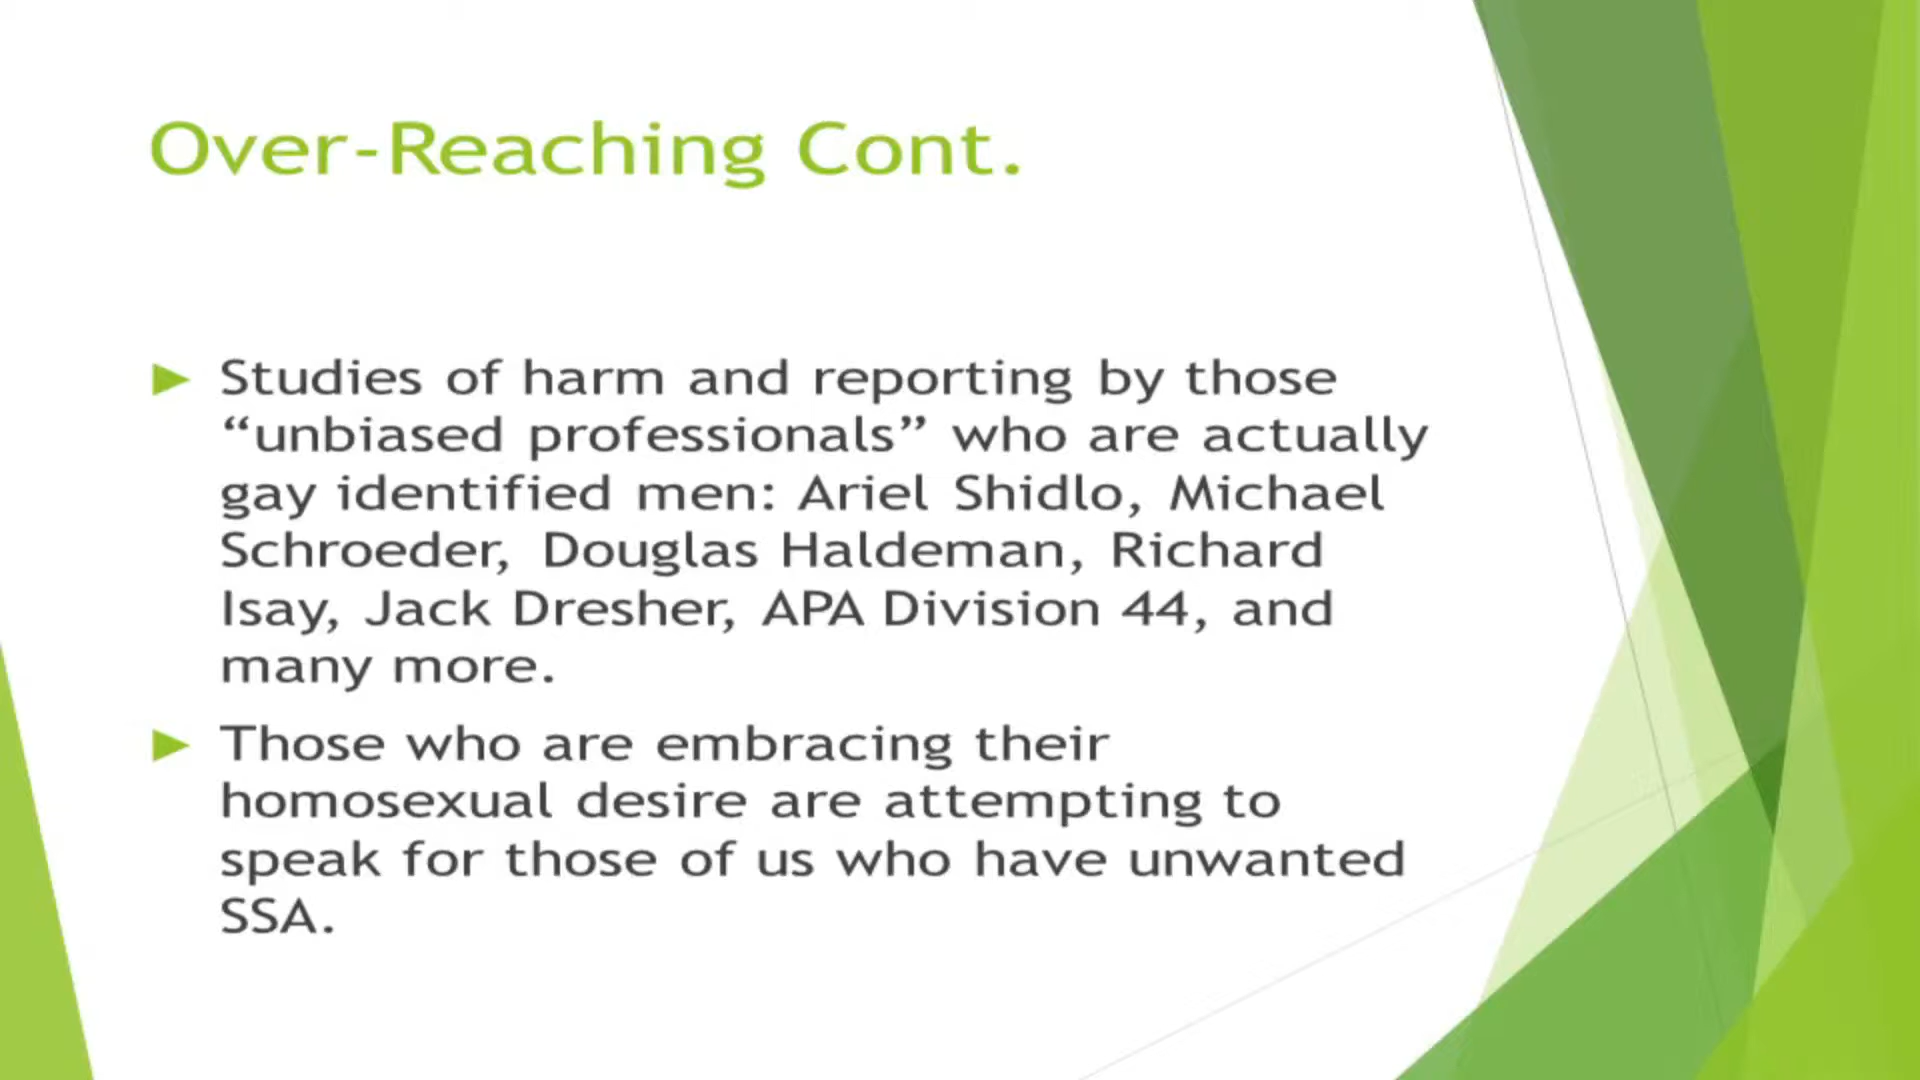 Over-Reaching Cont.
Studies of harm and reporting by those
“unbiased professionals” who are actually
gay identified men: Ariel Shidlo, Michael
Schroeder, Douglas Haldeman, Richard
Isay, Jack Dresher, APA Division 44, and
many more.
Those who are embracing their
homosexual desire are attempting to
speak for those of us who have unwanted
SSA.